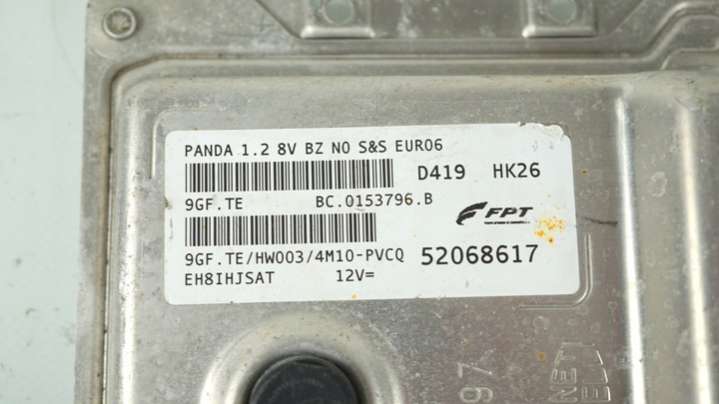 PANDA 1.2 8V BZ NO S&S EURO6
D419 HK26
9GF.TE BC.0153796.B
FPT
9GF.TE/HW003/4M10-PVCQ 52068617
EH8IHJSAT 12V=